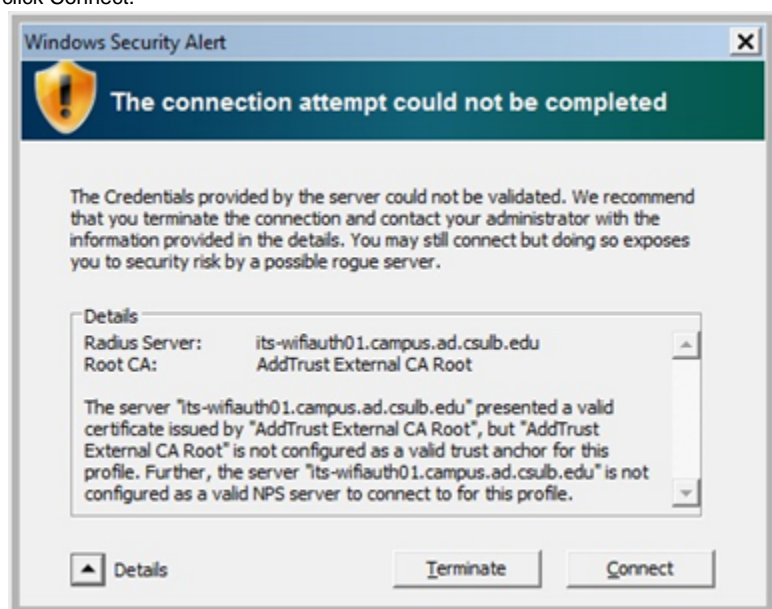 click Connect.
Windows Security Alert
The connection attempt could not be completed
The Credentials provided by the server could not be validated. We recommend
that you terminate the connection and contact your administrator with the
information provided in the details. You may still connect but doing so exposes
you to security risk by a possible rogue server.
Details
Radius Server: its-wifiauth01.campus.ad.csulb.edu
Root CA: AddTrust External CA Root
The server "its-wifiauth01.campus.ad.csulb.edu" presented a valid
certificate issued by "AddTrust External CA Root", but "AddTrust
External CA Root" is not configured as a valid trust anchor for this
profile. Further, the server "its-wifiauth01.campus.ad.csulb.edu" is not
configured as a valid NPS server to connect to for this profile.
Details Terminate Connect